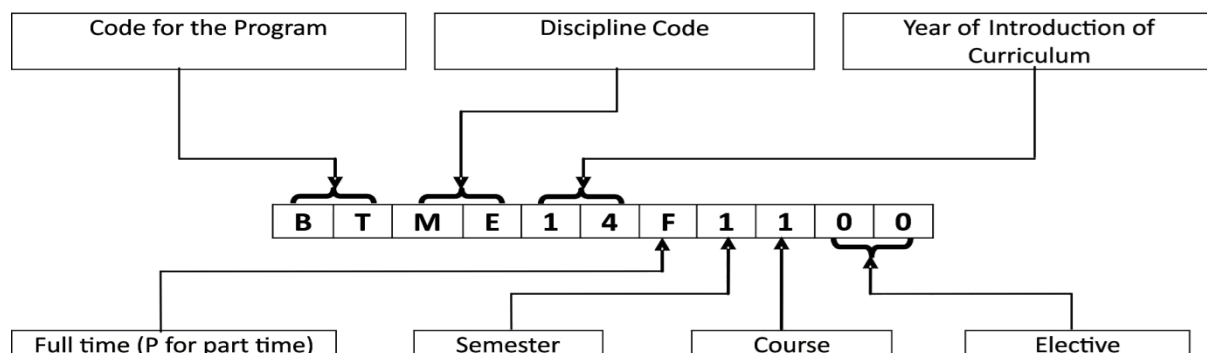 Code for the Program
Discipline Code
Year of Introduction of
Curriculum
B T M E 1 4 F 1 1 0 0
Full time (P for part time)
Semester
Course
Elective